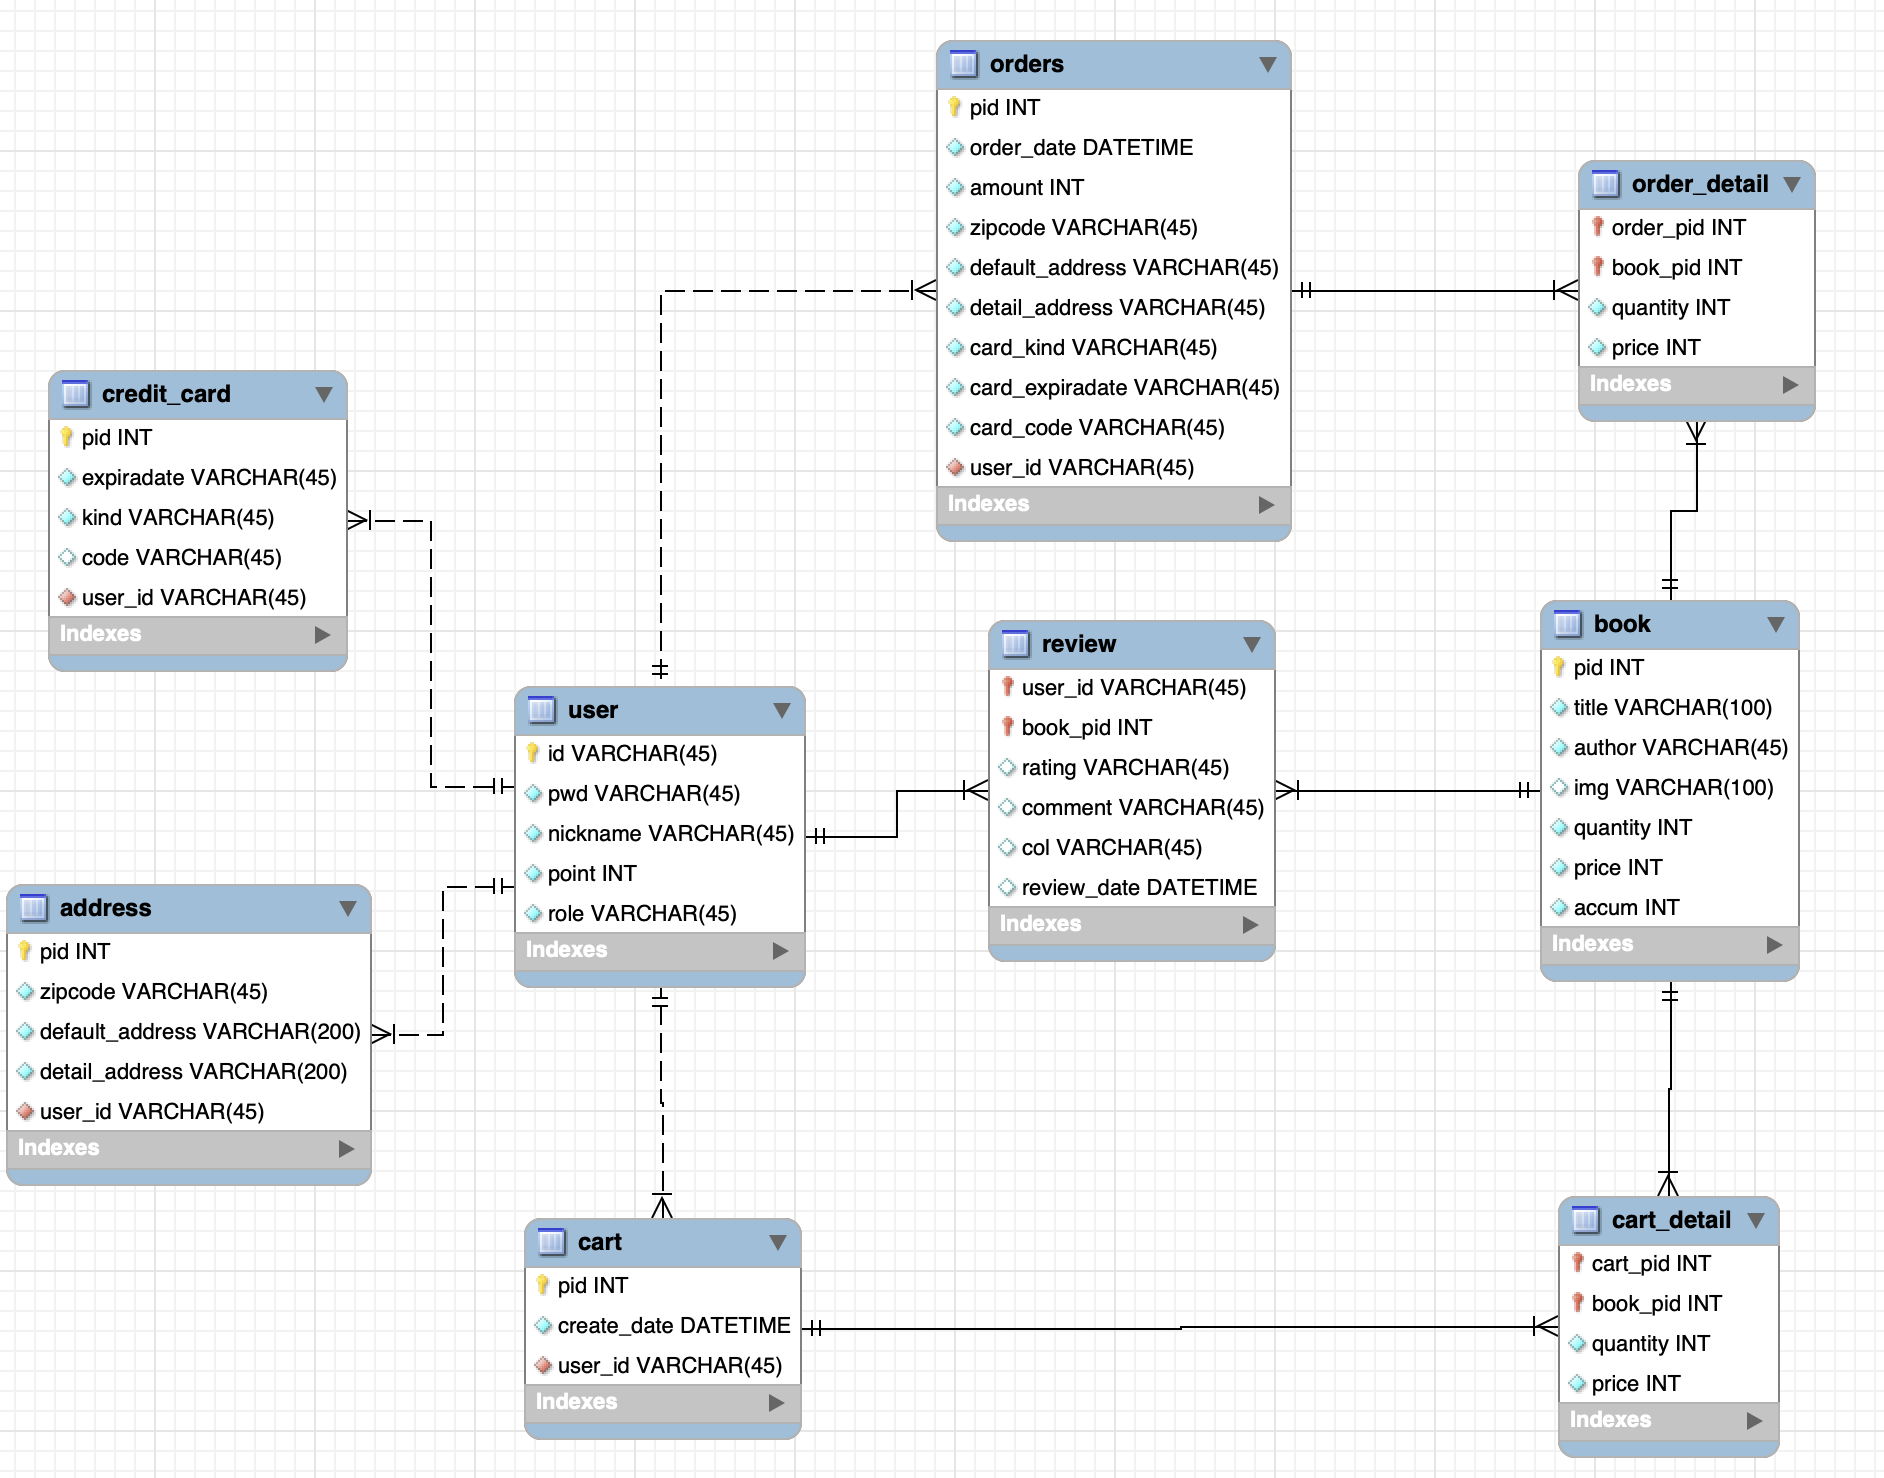 orders
pid INT
order_date DATETIME
amount INT
zipcode VARCHAR(45)
default_address VARCHAR(45)
detail_address VARCHAR(45)
card_kind VARCHAR(45)
card_expiradate VARCHAR(45)
card_code VARCHAR(45)
user_id VARCHAR(45)
Indexes
order_detail
order_pid INT
book_pid INT
quantity INT
price INT
Indexes
credit_card
pid INT
expiradate VARCHAR(45)
kind VARCHAR(45)
code VARCHAR(45)
user_id VARCHAR(45)
Indexes
user
id VARCHAR(45)
pwd VARCHAR(45)
nickname VARCHAR(45)
point INT
role VARCHAR(45)
Indexes
review
user_id VARCHAR(45)
book_pid INT
rating VARCHAR(45)
comment VARCHAR(45)
col VARCHAR(45)
review_date DATETIME
Indexes
book
pid INT
title VARCHAR(100)
author VARCHAR(45)
img VARCHAR(100)
quantity INT
price INT
accum INT
Indexes
address
pid INT
zipcode VARCHAR(45)
default_address VARCHAR(200)
detail_address VARCHAR(200)
user_id VARCHAR(45)
Indexes
cart
pid INT
create_date DATETIME
user_id VARCHAR(45)
Indexes
cart_detail
cart_pid INT
book_pid INT
quantity INT
price INT
Indexes